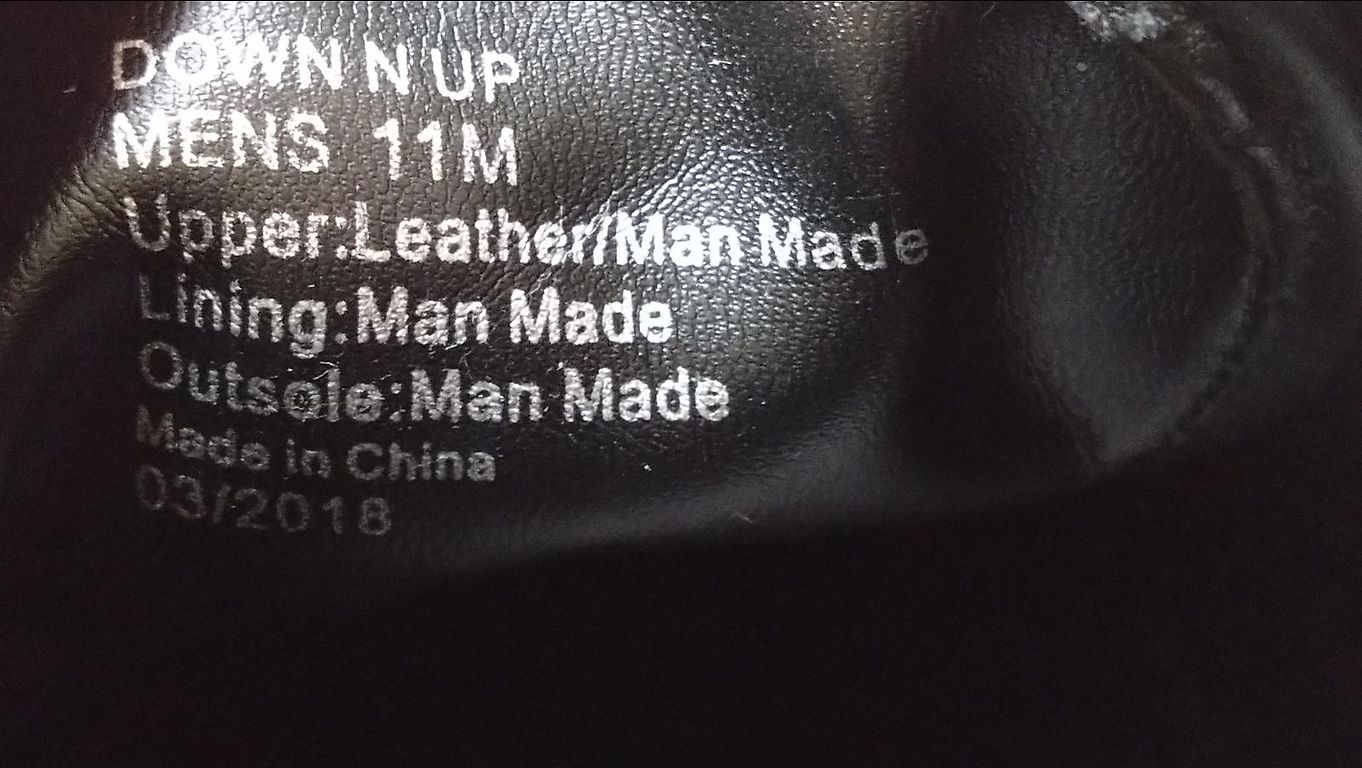 DOWN N UP
MENS 11M
Upper:Leather/Man Made
Lining:Man Made
Outsole:Man Made
Made in China
03/2018